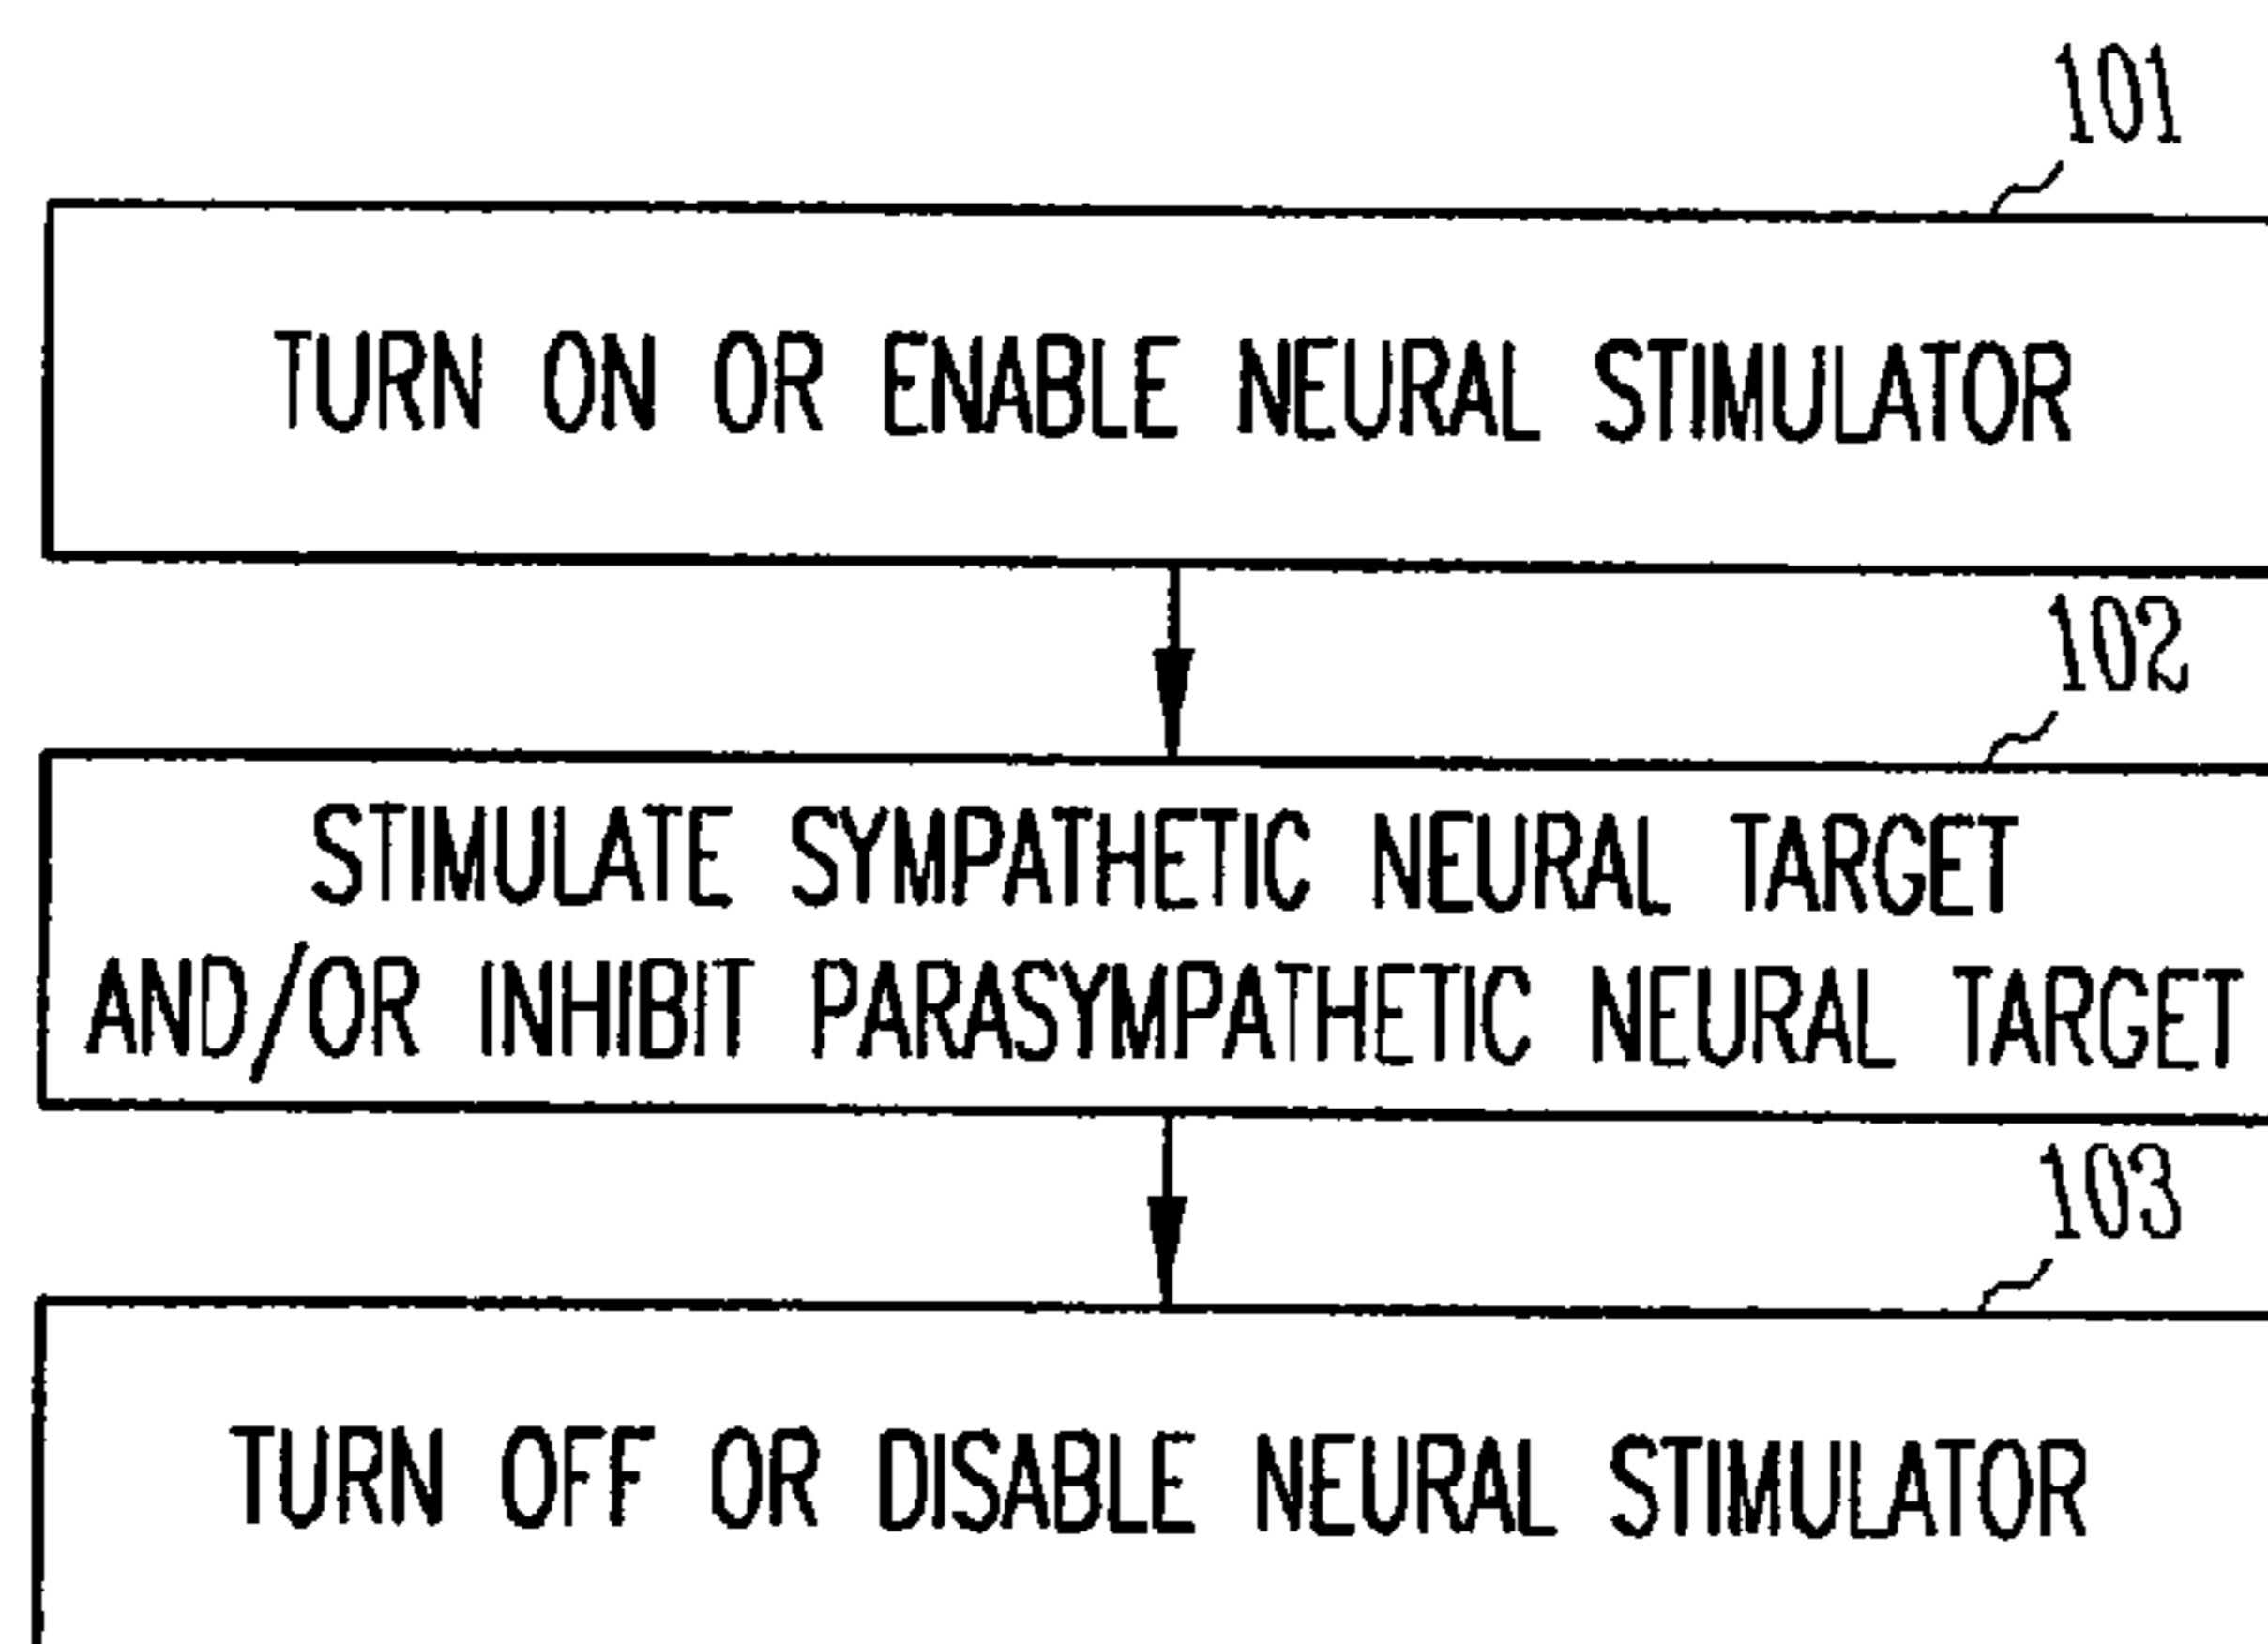 101
TURN ON OR ENABLE NEURAL STIMULATOR
102
STIMULATE SYMPATHETIC NEURAL TARGET
AND/OR INHIBIT PARASYMPATHETIC NEURAL TARGET
103
TURN OFF OR DISABLE NEURAL STIMULATOR